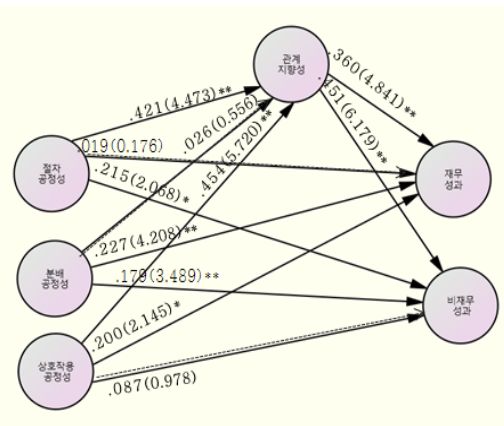 관계
지향성
.360(4.841)**
.451(6.179)**
.421(4.473)**
.026(0.556)
.454(5.720)**
.019(0.176)
절차
공정성
.215(2.068)*
재무
성과
.227(4.208)**
분배
공정성
.179(3.489)**
비재무
성과
.200(2.145)*
상호작용
공정성
.087(0.978)